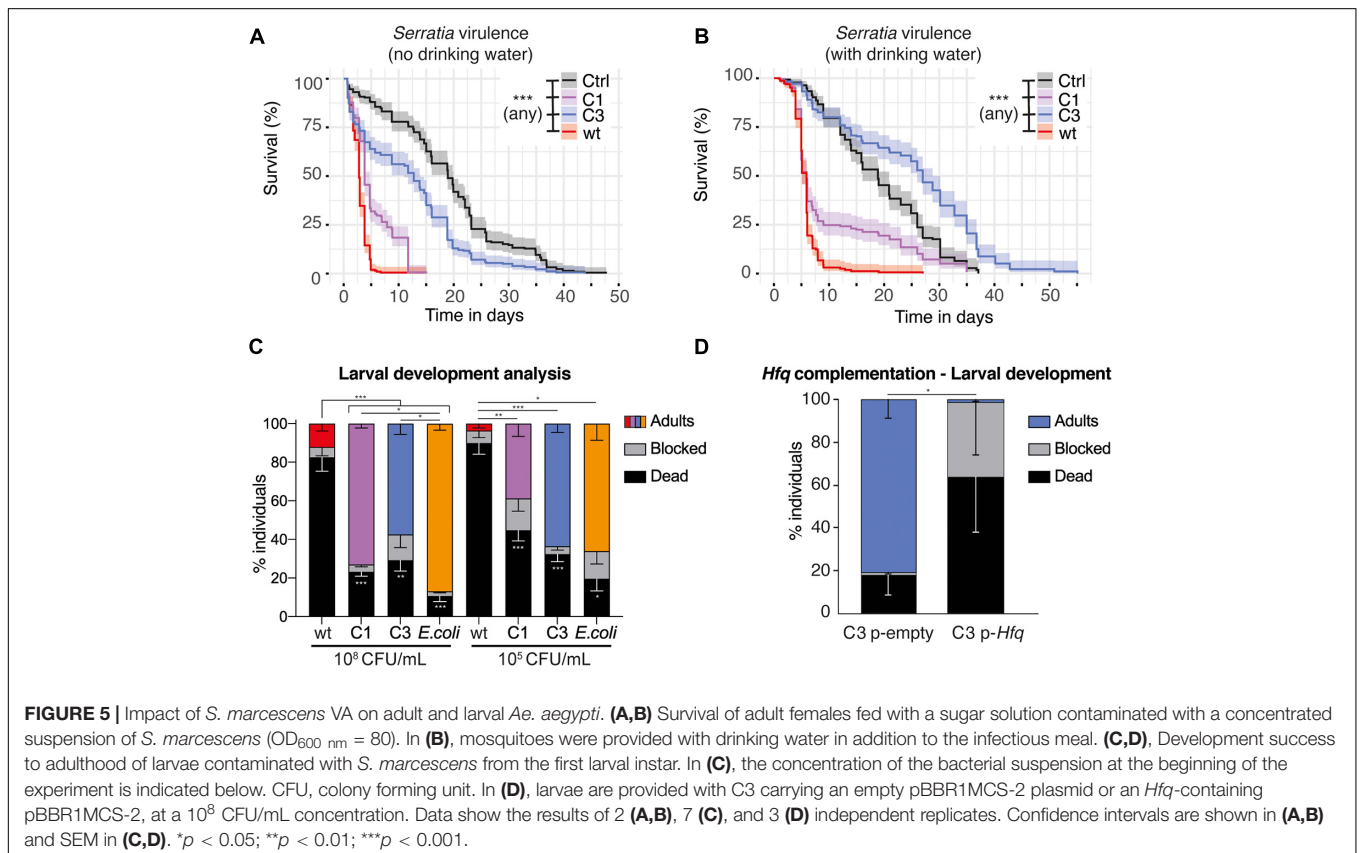 A
Serratia virulence
(no drinking water)
Survival (%)
100
75
50
25
0
0 10 20 30 40 50
Time in days
***
(any)
Ctrl
C1
C3
wt
B
Serratia virulence
(with drinking water)
Survival (%)
100
75
50
25
0
0 10 20 30 40 50
Time in days
***
(any)
Ctrl
C1
C3
wt
C
Larval development analysis
% individuals
100
80
60
40
20
0
***
*
*
*
***
**
***
**
***
***
***
*
wt C1 C3 E.coli wt C1 C3 E.coli
10⁸ CFU/mL 10⁵ CFU/mL
Adults
Blocked
Dead
D
Hfq complementation - Larval development
*
% individuals
100
80
60
40
20
0
C3 p-empty C3 p-Hfq
Adults
Blocked
Dead
FIGURE 5 | Impact of S. marcescens VA on adult and larval Ae. aegypti. (A,B) Survival of adult females fed with a sugar solution contaminated with a concentrated
suspension of S. marcescens (OD600 nm = 80). In (B), mosquitoes were provided with drinking water in addition to the infectious meal. (C,D), Development success
to adulthood of larvae contaminated with S. marcescens from the first larval instar. In (C), the concentration of the bacterial suspension at the beginning of the
experiment is indicated below. CFU, colony forming unit. In (D), larvae are provided with C3 carrying an empty pBBR1MCS-2 plasmid or an Hfq-containing
pBBR1MCS-2, at a 10⁸ CFU/mL concentration. Data show the results of 2 (A,B), 7 (C), and 3 (D) independent replicates. Confidence intervals are shown in (A,B)
and SEM in (C,D). *p < 0.05; **p < 0.01; ***p < 0.001.